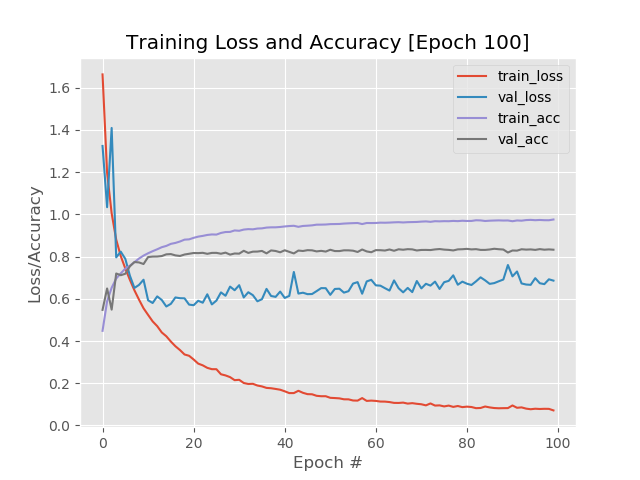 Training Loss and Accuracy [Epoch 100]
train_loss
val_loss
train_acc
val_acc
Loss/Accuracy
1.6
1.4
1.2
1.0
0.8
0.6
0.4
0.2
0.0
0 20 40 60 80 100
Epoch #